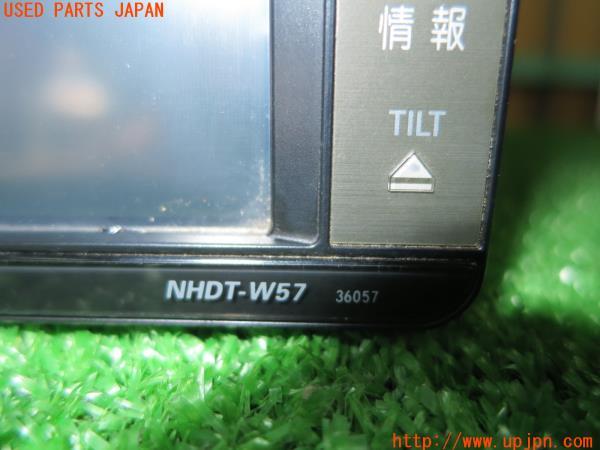 USED PARTS JAPAN
情報
TILT
NHDT-W57 36057
http://www.upjpn.com/